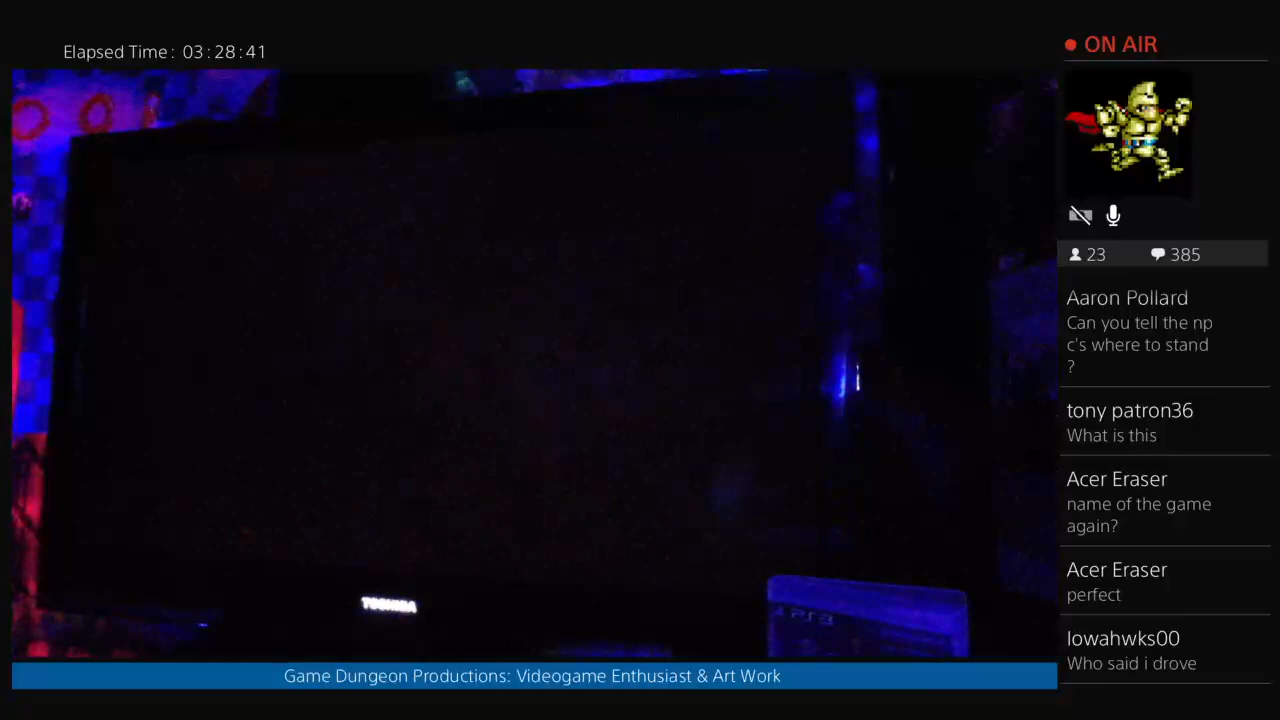 Elapsed Time: 03:28:41
ON AIR
23
385
Aaron Pollard
Can you tell the np
c's where to stand
?
tony patron36
What is this
Acer Eraser
name of the game
again?
Acer Eraser
perfect
Iowahwks00
Who said i drove
TOSHIBA
PS3
Game Dungeon Productions: Videogame Enthusiast & Art Work